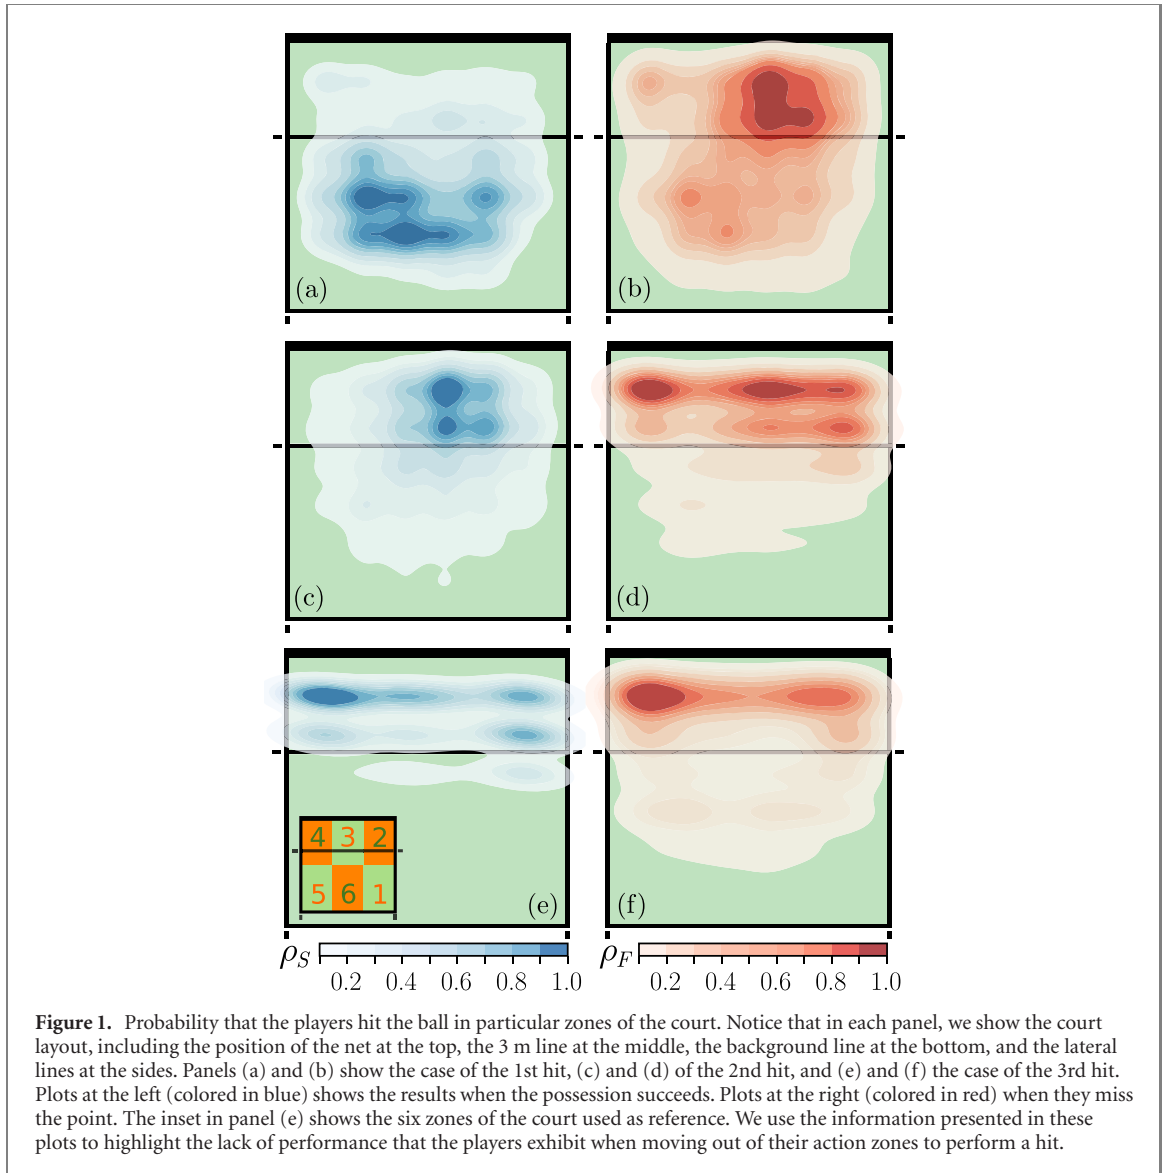 (a)
(b)
(c)
(d)
4 3 2
5 6 1
(e)
(f)
ρS
0.2 0.4 0.6 0.8 1.0
ρF
0.2 0.4 0.6 0.8 1.0
Figure 1. Probability that the players hit the ball in particular zones of the court. Notice that in each panel, we show the court
layout, including the position of the net at the top, the 3 m line at the middle, the background line at the bottom, and the lateral
lines at the sides. Panels (a) and (b) show the case of the 1st hit, (c) and (d) of the 2nd hit, and (e) and (f) the case of the 3rd hit.
Plots at the left (colored in blue) shows the results when the possession succeeds. Plots at the right (colored in red) when they miss
the point. The inset in panel (e) shows the six zones of the court used as reference. We use the information presented in these
plots to highlight the lack of performance that the players exhibit when moving out of their action zones to perform a hit.